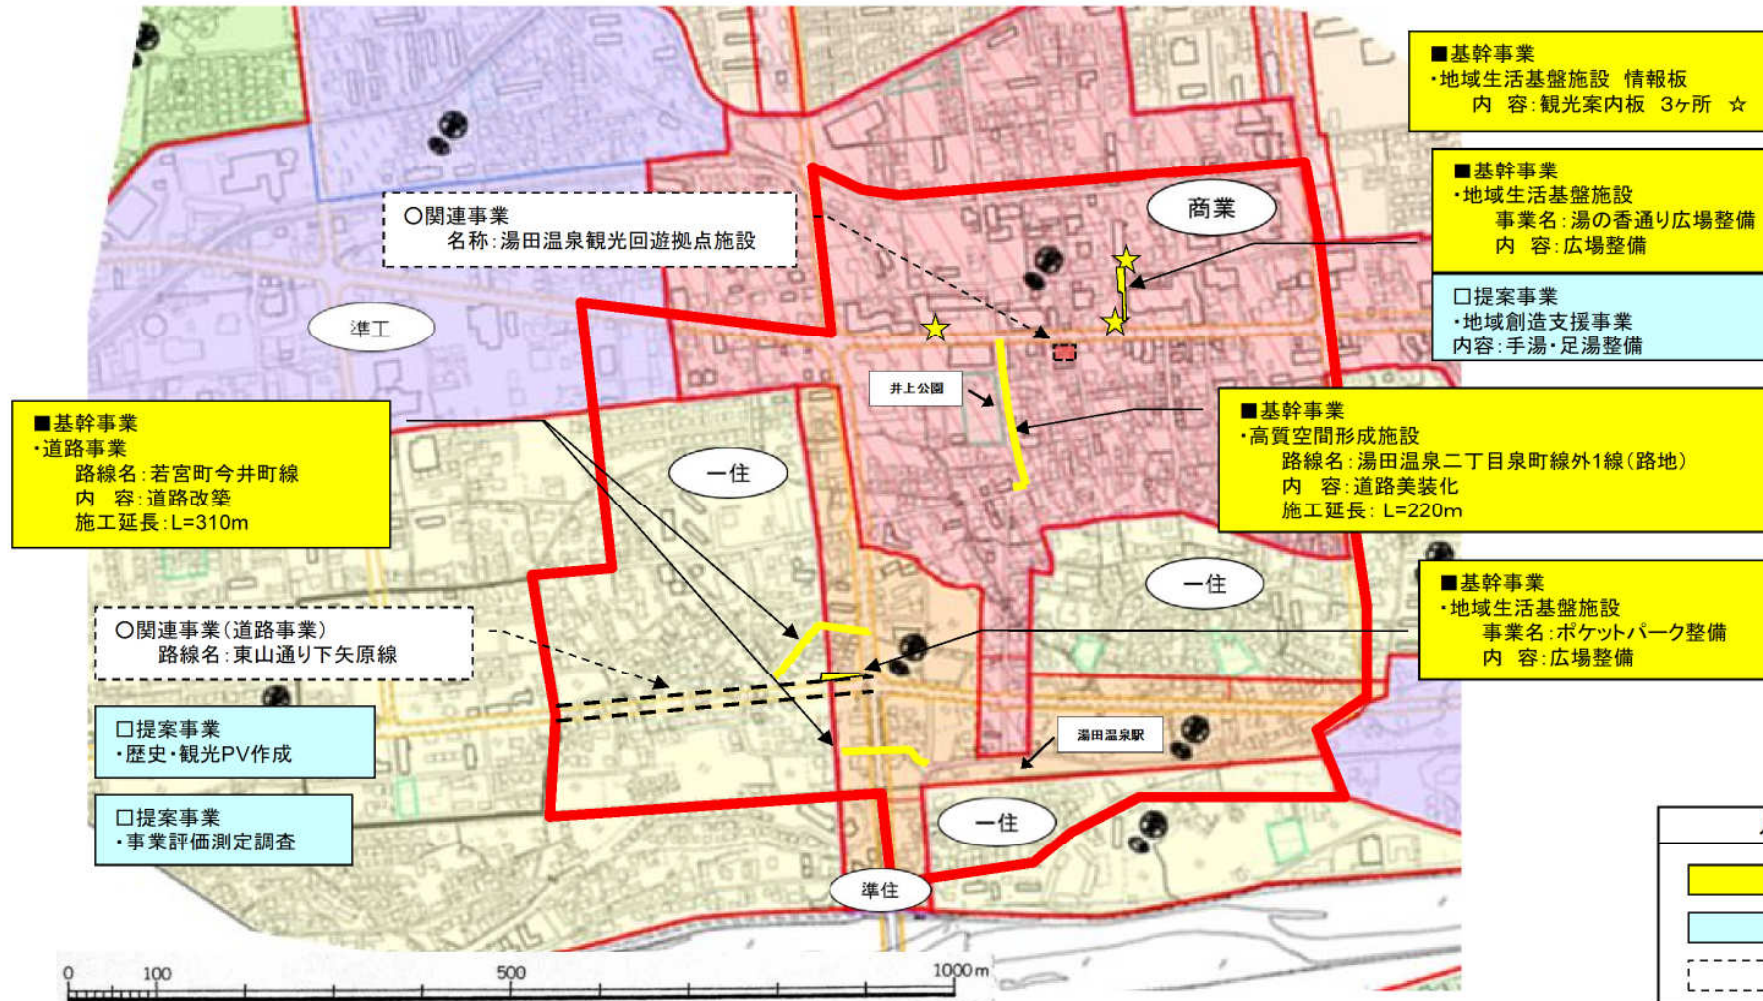 ■基幹事業
・地域生活基盤施設 情報板
内 容：観光案内板 3ヶ所 ☆
■基幹事業
・地域生活基盤施設
事業名：湯の香通り広場整備
内 容：広場整備
□提案事業
・地域創造支援事業
内容：手湯・足湯整備
○関連事業
名称：湯田温泉観光回遊拠点施設
商業
準工
井上公園
■基幹事業
・道路事業
路線名：若宮町今井町線
内 容：道路改築
施工延長：L=310m
一住
■基幹事業
・高質空間形成施設
路線名：湯田温泉二丁目泉町線外1線（路地）
内 容：道路美装化
施工延長： L=220m
一住
■基幹事業
・地域生活基盤施設
事業名：ポケットパーク整備
内 容：広場整備
○関連事業（道路事業）
路線名：東山通り下矢原線
□提案事業
・歴史・観光PV作成
湯田温泉駅
□提案事業
・事業評価測定調査
一住
準住
0 100 500 1000m